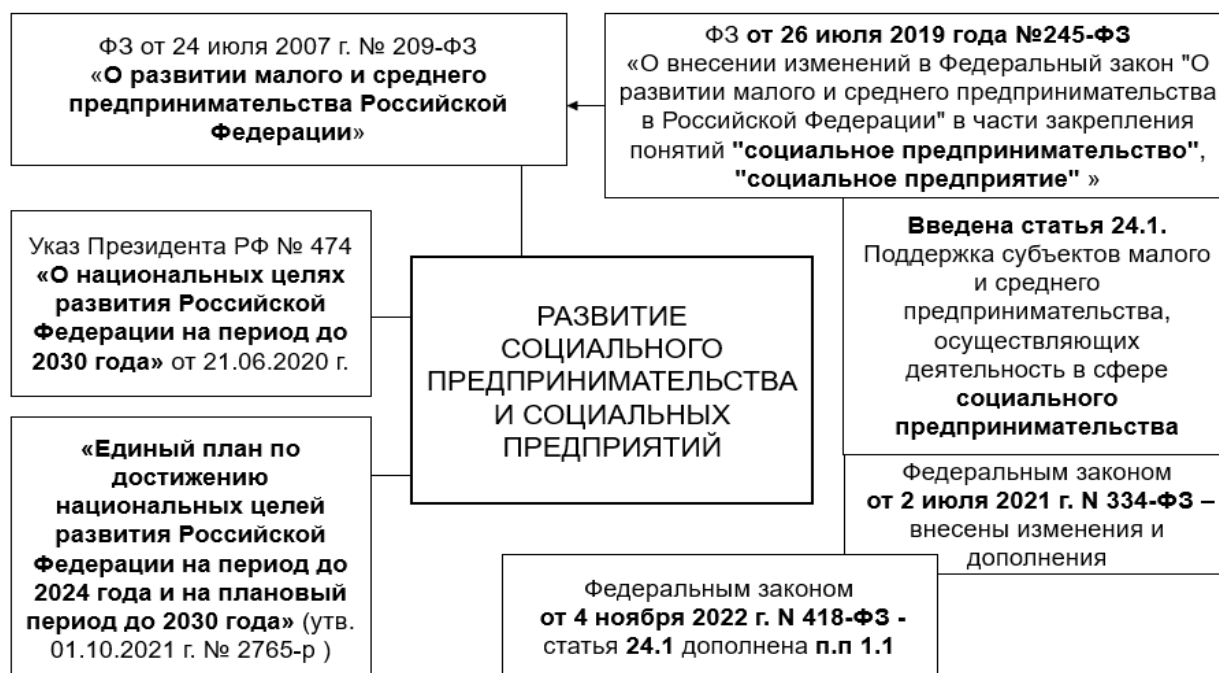 ФЗ от 24 июля 2007 г. № 209-ФЗ
«О развитии малого и среднего
предпринимательства Российской
Федерации»
ФЗ от 26 июля 2019 года №245-ФЗ
«О внесении изменений в Федеральный закон "О
развитии малого и среднего предпринимательства
в Российской Федерации" в части закрепления
понятий "социальное предпринимательство",
"социальное предприятие" »
Указ Президента РФ № 474
«О национальных целях
развития Российской
Федерации на период до
2030 года» от 21.06.2020 г.
РАЗВИТИЕ
СОЦИАЛЬНОГО
ПРЕДПРИНИМАТЕЛЬСТВА
И СОЦИАЛЬНЫХ
ПРЕДПРИЯТИЙ
Введена статья 24.1.
Поддержка субъектов малого
и среднего
предпринимательства,
осуществляющих
деятельность в сфере
социального
предпринимательства
«Единый план по
достижению
национальных целей
развития Российской
Федерации на период до
2024 года и на плановый
период до 2030 года» (утв.
01.10.2021 г. № 2765-р )
Федеральным законом
от 2 июля 2021 г. N 334-ФЗ –
внесены изменения и
дополнения
Федеральным законом
от 4 ноября 2022 г. N 418-ФЗ -
статья 24.1 дополнена п.п 1.1